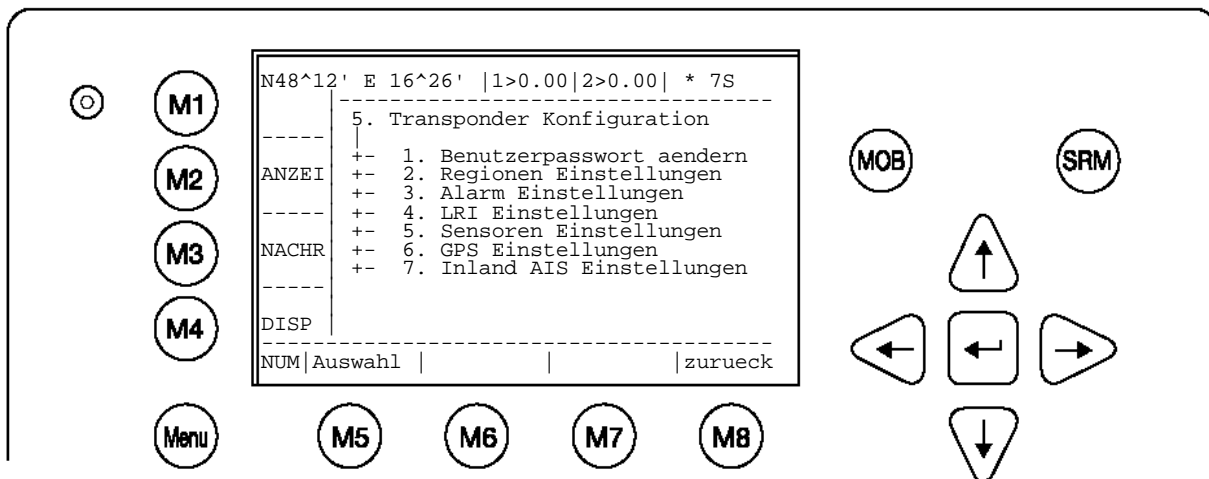 N48^12' E 16^26' |1>0.00|2>0.00| * 7S
M1
5. Transponder Konfiguration
+- 1. Benutzerpasswort aendern
MOB
SRM
M2
ANZEI
+- 2. Regionen Einstellungen
+- 3. Alarm Einstellungen
+- 4. LRI Einstellungen
+- 5. Sensoren Einstellungen
M3
NACHR
+- 6. GPS Einstellungen
+- 7. Inland AIS Einstellungen
M4
DISP
NUM|Auswahl | | |zurueck
Menu
M5
M6
M7
M8